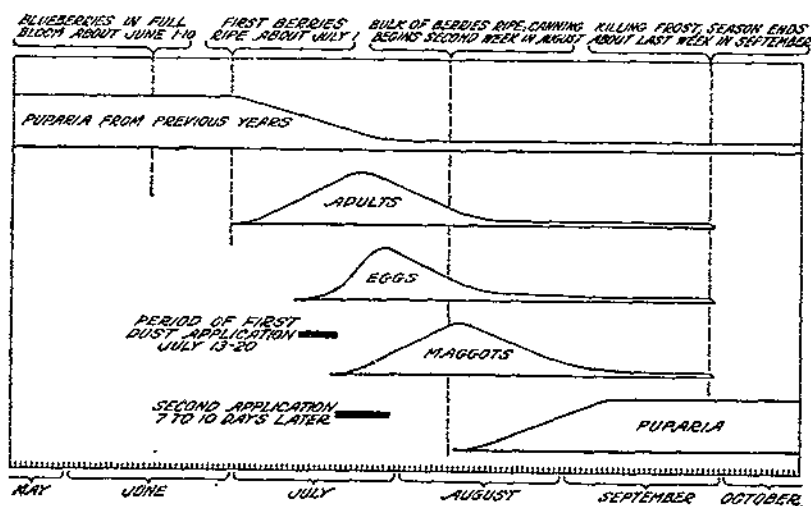 BLUEBERRIES IN FULL
BLOOM ABOUT JUNE 1-10
FIRST BERRIES
RIPE ABOUT JULY 1
BULK OF BERRIES RIPE, CANNING
BEGINS SECOND WEEK IN AUGUST
KILLING FROST, SEASON ENDS
ABOUT LAST WEEK IN SEPTEMBER
PUPARIA FROM PREVIOUS YEARS
ADULTS
EGGS
PERIOD OF FIRST
DUST APPLICATION
JULY 13-20
MAGGOTS
SECOND APPLICATION
7 TO 10 DAYS LATER
PUPARIA
MAY
JUNE
JULY
AUGUST
SEPTEMBER
OCTOBER